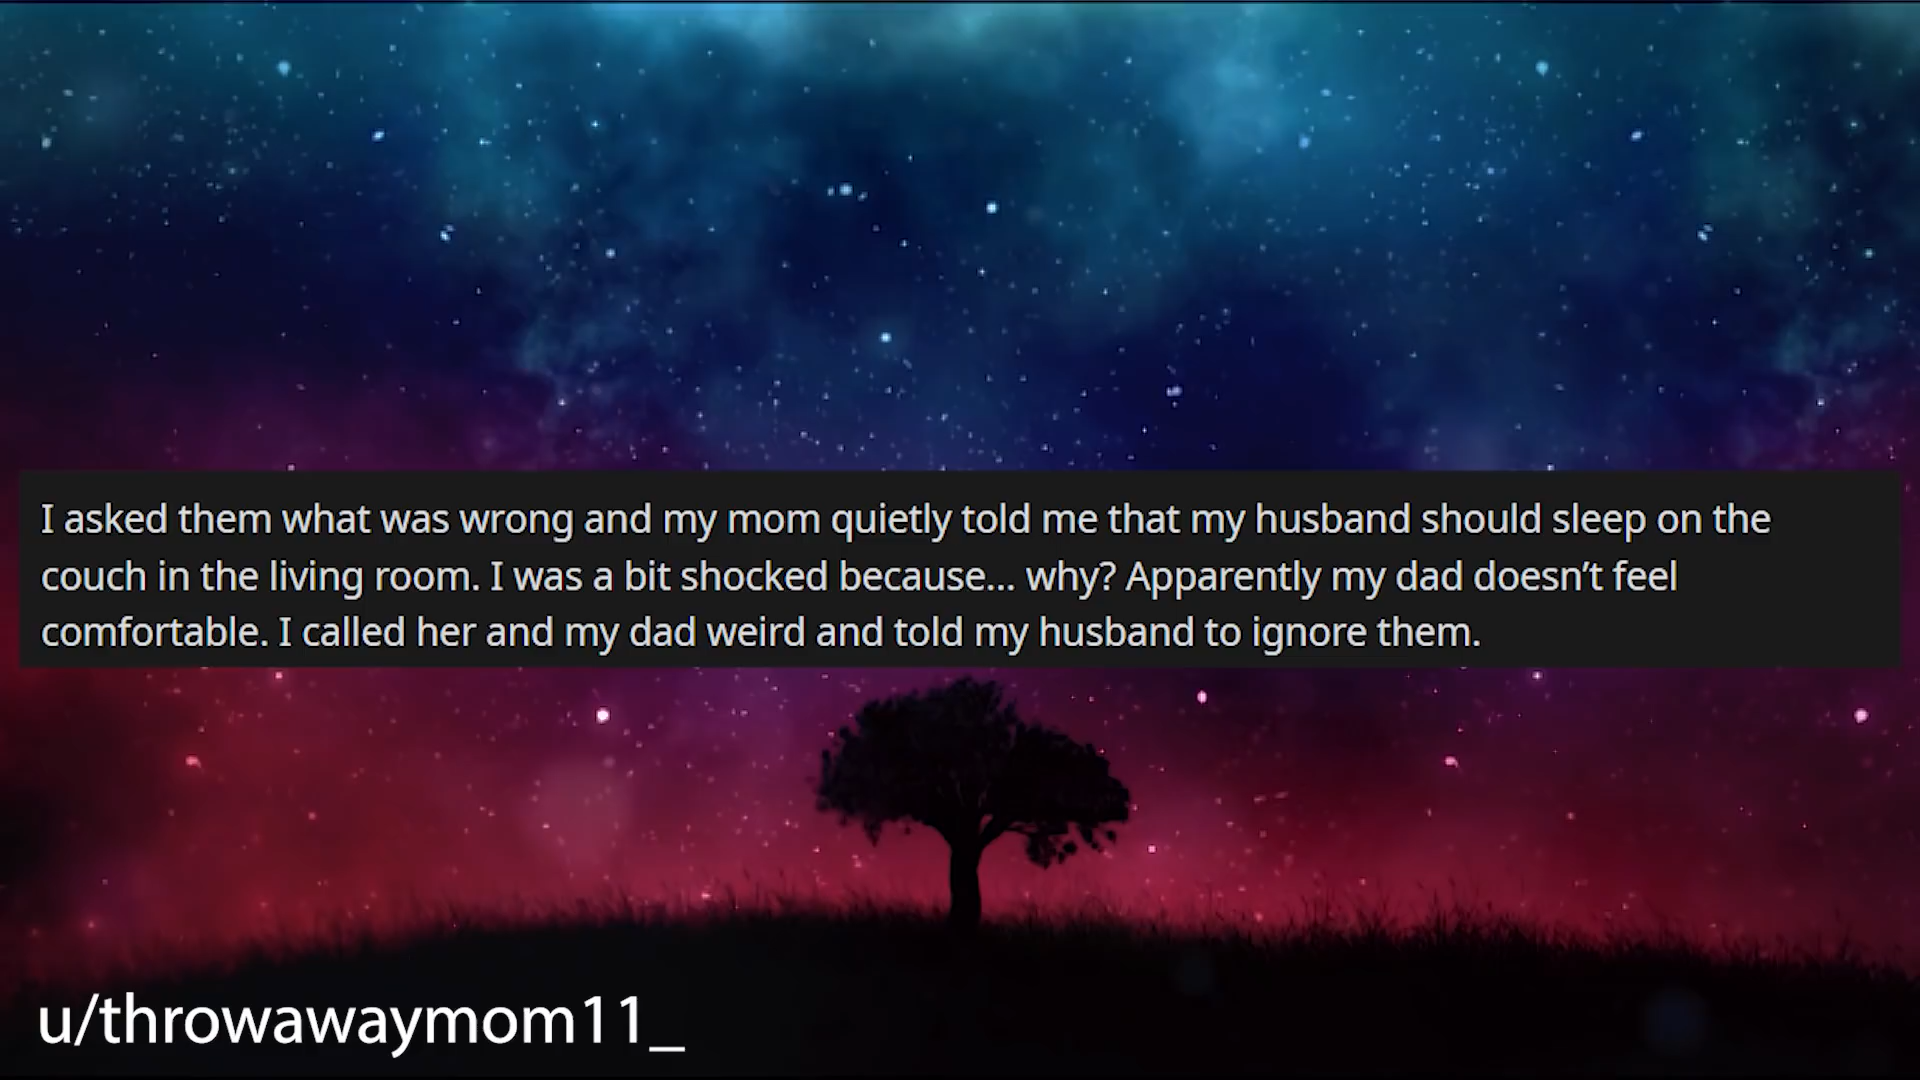 I asked them what was wrong and my mom quietly told me that my husband should sleep on the
couch in the living room. I was a bit shocked because... why? Apparently my dad doesn’t feel
comfortable. I called her and my dad weird and told my husband to ignore them.
u/throwawaymom11_